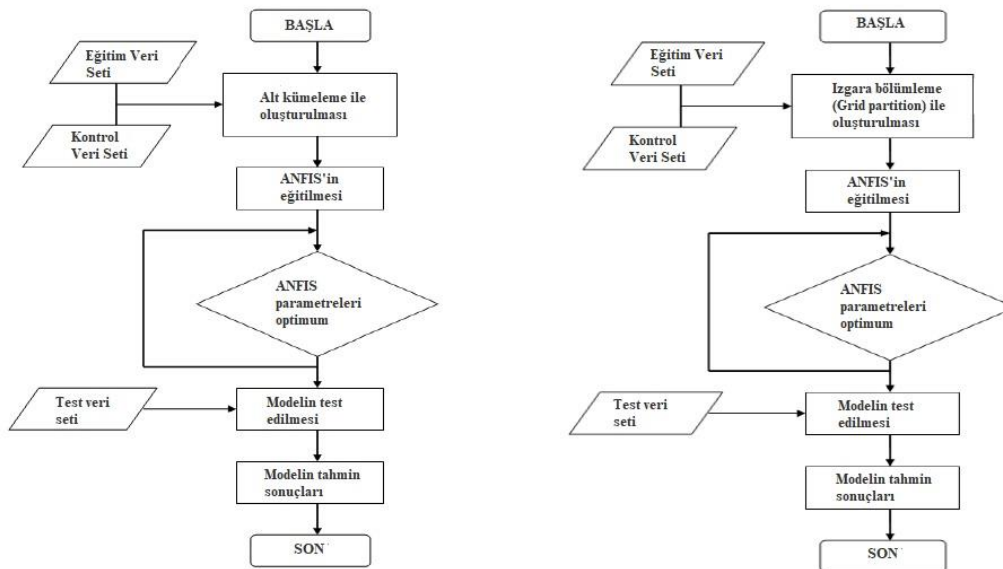 BAŞLA
Eğitim Veri
Seti
Alt kümeleme ile
oluşturulması
Kontrol
Veri Seti
ANFIS'in
eğitilmesi
ANFIS
parametreleri
optimum
Test veri
seti
Modelin test
edilmesi
Modelin tahmin
sonuçları
SON
BAŞLA
Eğitim Veri
Seti
Izgara bölümleme
(Grid partition) ile
oluşturulması
Kontrol
Veri Seti
ANFIS'in
eğitilmesi
ANFIS
parametreleri
optimum
Test veri
seti
Modelin test
edilmesi
Modelin tahmin
sonuçları
SON